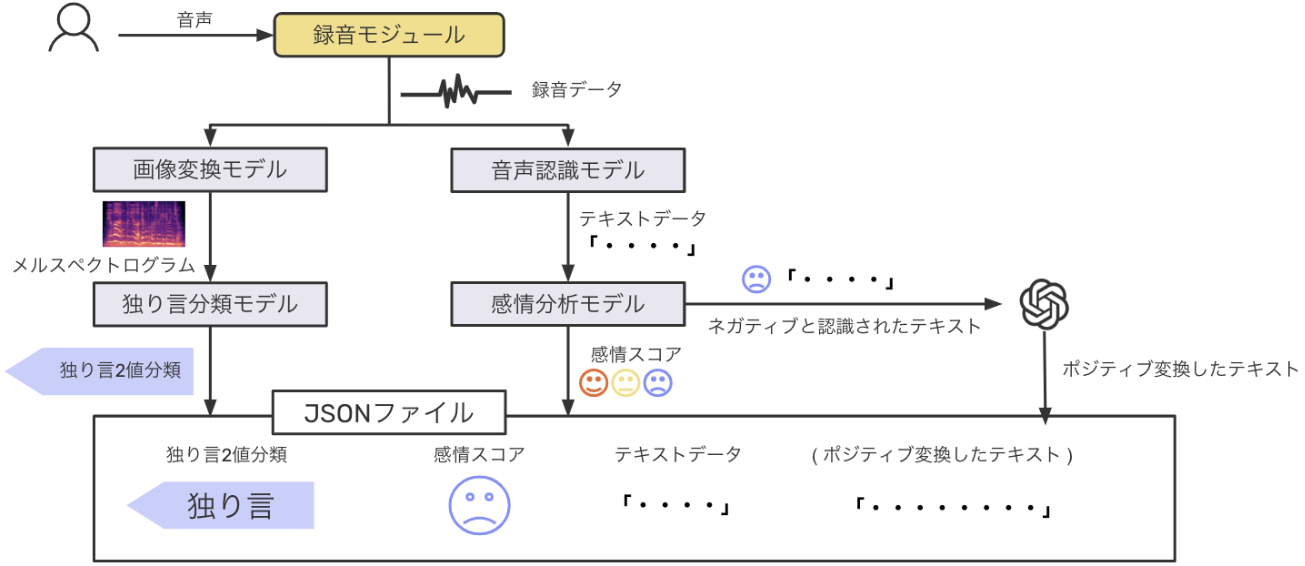 音声
録音モジュール
録音データ
画像変換モデル
音声認識モデル
テキストデータ
「・・・・」
メルスペクトログラム
独り言分類モデル
感情分析モデル
「・・・・」
ネガティブと認識されたテキスト
独り言2値分類
感情スコア
ポジティブ変換したテキスト
JSONファイル
独り言2値分類
感情スコア
テキストデータ
( ポジティブ変換したテキスト )
独り言
「・・・・」
「・・・・・・・・」